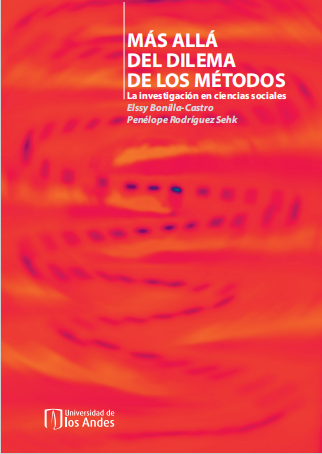 MÁS ALLÁ
DEL DILEMA
DE LOS MÉTODOS
La investigación en ciencias sociales
Elssy Bonilla-Castro
Penélope Rodríguez Sehk
Universidad de
los Andes